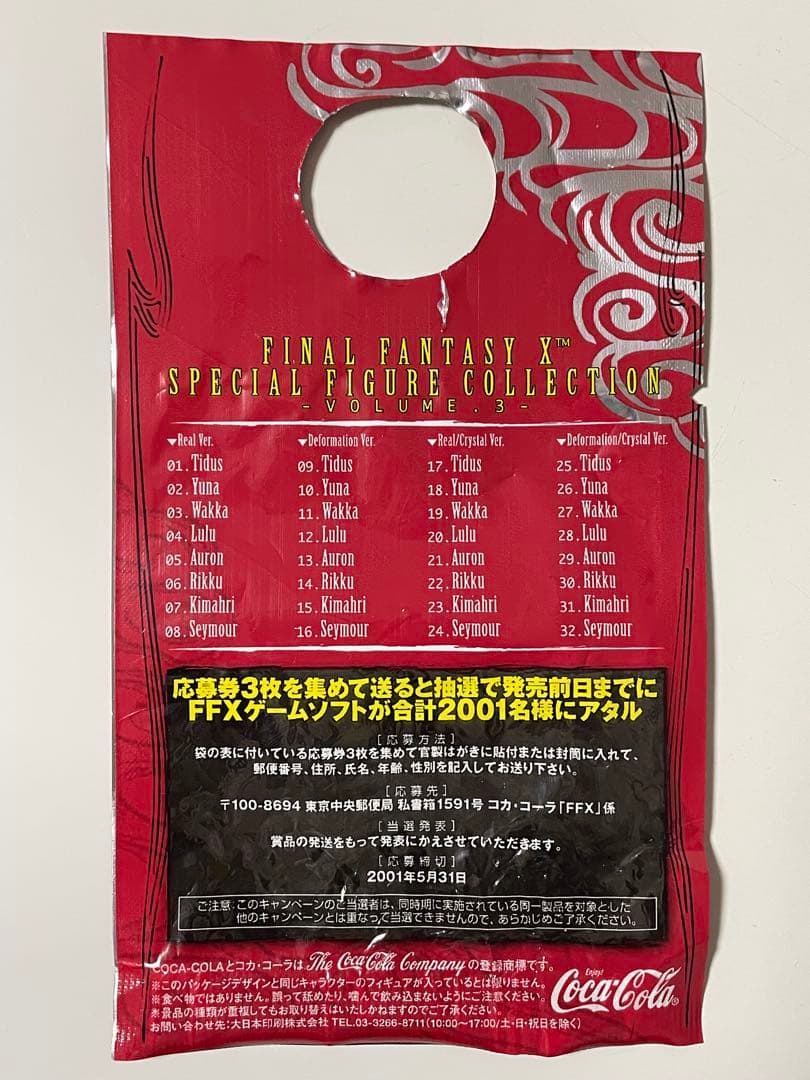 FINAL FANTASY X™
SPECIAL FIGURE COLLECTION
-VOLUME.3-
▼Real Ver. ▼Deformation Ver. ▼Real/Crystal Ver. ▼Deformation/Crystal Ver.
01.Tidus 09.Tidus 17.Tidus 25.Tidus
02.Yuna 10.Yuna 18.Yuna 26.Yuna
03.Wakka 11.Wakka 19.Wakka 27.Wakka
04.Lulu 12.Lulu 20.Lulu 28.Lulu
05.Auron 13.Auron 21.Auron 29.Auron
06.Rikku 14.Rikku 22.Rikku 30.Rikku
07.Kimahri 15.Kimahri 23.Kimahri 31.Kimahri
08.Seymour 16.Seymour 24.Seymour 32.Seymour
応募券3枚を集めて送ると抽選で発売前日までに
FFXゲームソフトが合計2001名様にアタル
[応募方法]
袋の表に付いている応募券3枚を集めて官製はがきに貼付または封筒に入れて、
郵便番号、住所、氏名、年齢、性別を記入してお送り下さい。
[応募先]
〒100-8694 東京中央郵便局 私書箱1591号 コカ・コーラ「FFX」係
[当選発表]
賞品の発送をもって発表にかえさせていただきます。
[応募締切]
2001年5月31日
ご注意:このキャンペーンのご当選者は、同時期に実施されている同一製品を対象とした
他のキャンペーンとは重なって当選できませんので、あらかじめご了承ください。
COCA-COLAとコカ・コーラはThe Coca-Cola Companyの登録商標です。
※このパッケージデザインと同じキャラクターのフィギュアが入っているとは限りません。
※食べ物ではありません。誤って舐めたり、噛んで飲み込まないようにご注意ください。
※景品の種類が重複してもお取り替えはいたしかねますのでご了承ください。
お問い合わせ先:大日本印刷株式会社 TEL.03-3266-8711(10:00~17:00/土・日・祝日を除く)
Enjoy!
Coca-Cola®